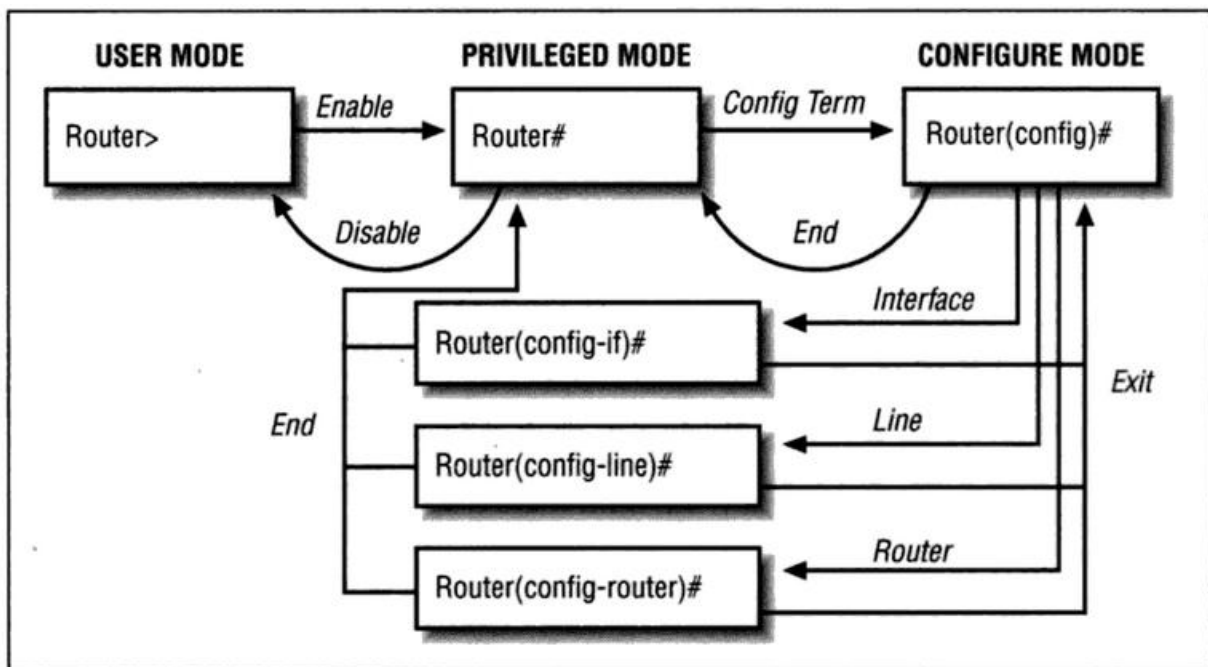 USER MODE
PRIVILEGED MODE
CONFIGURE MODE
Router>
Enable
Router#
Config Term
Router(config)#
Disable
End
Interface
Router(config-if)#
Exit
End
Line
Router(config-line)#
Router
Router(config-router)#